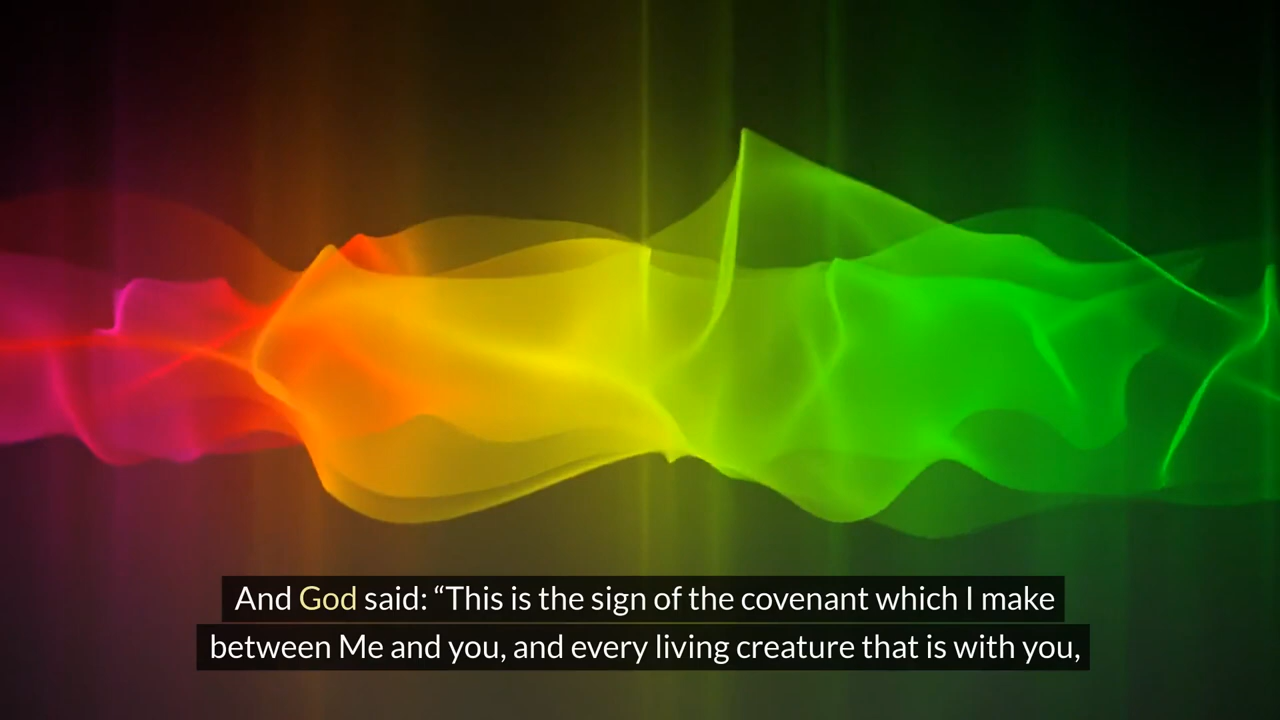 And God said: “This is the sign of the covenant which I make
between Me and you, and every living creature that is with you,